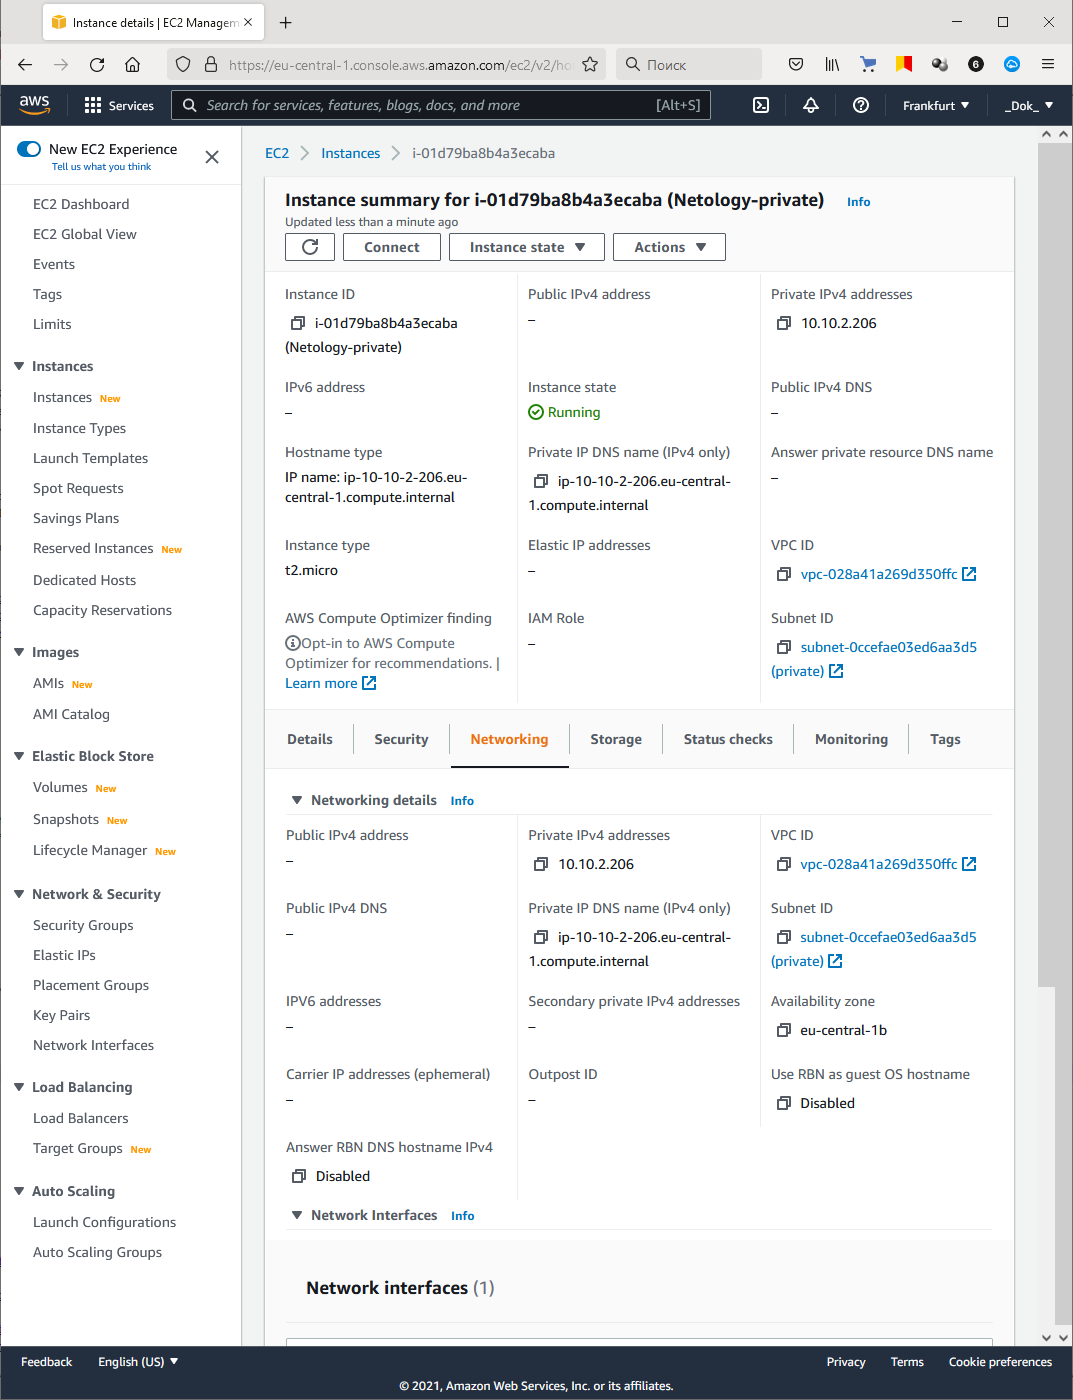 Instance details | EC2 Managem
https://eu-central-1.console.aws.amazon.com/ec2/v2/ho
Поиск
6
aws
Services
Search for services, features, blogs, docs, and more
[Alt+S]
Frankfurt
_Dok_
New EC2 Experience
Tell us what you think
EC2 Dashboard
EC2 Global View
Events
Tags
Limits
Instances
Instances New
Instance Types
Launch Templates
Spot Requests
Savings Plans
Reserved Instances New
Dedicated Hosts
Capacity Reservations
Images
AMIs New
AMI Catalog
Elastic Block Store
Volumes New
Snapshots New
Lifecycle Manager New
Network & Security
Security Groups
Elastic IPs
Placement Groups
Key Pairs
Network Interfaces
Load Balancing
Load Balancers
Target Groups New
Auto Scaling
Launch Configurations
Auto Scaling Groups
EC2 Instances i-01d79ba8b4a3ecaba
Instance summary for i-01d79ba8b4a3ecaba (Netology-private) Info
Updated less than a minute ago
Connect
Instance state
Actions
Instance ID
i-01d79ba8b4a3ecaba
(Netology-private)
Public IPv4 address
–
Private IPv4 addresses
10.10.2.206
IPv6 address
–
Instance state
Running
Public IPv4 DNS
–
Hostname type
IP name: ip-10-10-2-206.eu-
central-1.compute.internal
Private IP DNS name (IPv4 only)
ip-10-10-2-206.eu-central-
1.compute.internal
Answer private resource DNS name
–
Instance type
t2.micro
Elastic IP addresses
–
VPC ID
vpc-028a41a269d350ffc
AWS Compute Optimizer finding
Opt-in to AWS Compute
Optimizer for recommendations. |
Learn more
IAM Role
–
Subnet ID
subnet-0ccefae03ed6aa3d5
(private)
Details
Security
Networking
Storage
Status checks
Monitoring
Tags
Networking details Info
Public IPv4 address
–
Private IPv4 addresses
10.10.2.206
VPC ID
vpc-028a41a269d350ffc
Public IPv4 DNS
–
Private IP DNS name (IPv4 only)
ip-10-10-2-206.eu-central-
1.compute.internal
Subnet ID
subnet-0ccefae03ed6aa3d5
(private)
IPV6 addresses
–
Secondary private IPv4 addresses
–
Availability zone
eu-central-1b
Carrier IP addresses (ephemeral)
–
Outpost ID
–
Use RBN as guest OS hostname
Disabled
Answer RBN DNS hostname IPv4
Disabled
Network Interfaces Info
Network interfaces (1)
Feedback
English (US)
Privacy
Terms
Cookie preferences
© 2021, Amazon Web Services, Inc. or its affiliates.